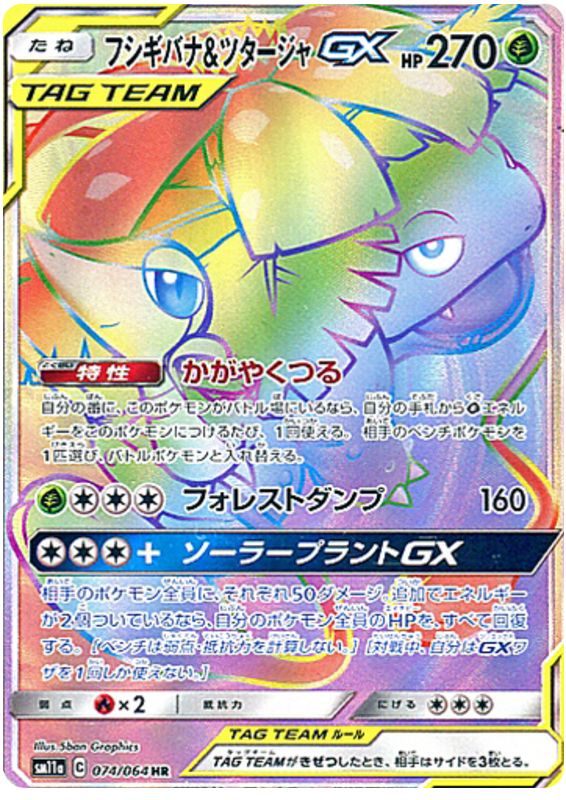 たね フシギバナ&ツタージャGX HP270
TAG TEAM
特性 かがやくつる
自分の番に、このポケモンがバトル場にいるなら、自分の手札からエネル
ギーをこのポケモンにつけるたび、1回使える。相手のベンチポケモンを
1匹選び、バトルポケモンと入れ替える。
フォレストダンプ 160
+ ソーラープラントGX
相手のポケモン全員に、それぞれ50ダメージ。追加でエネルギー
が2個ついているなら、自分のポケモン全員のHPを、すべて回復
する。[ベンチは弱点・抵抗力を計算しない。][対戦中、自分はGXワ
ザを1回しか使えない。]
弱点 ×2 抵抗力 にげる
TAG TEAM ルール
TAG TEAMがきぜつしたとき、相手はサイドを3枚とる。
Illus. 5ban Graphics
sm11a C 074/064 HR